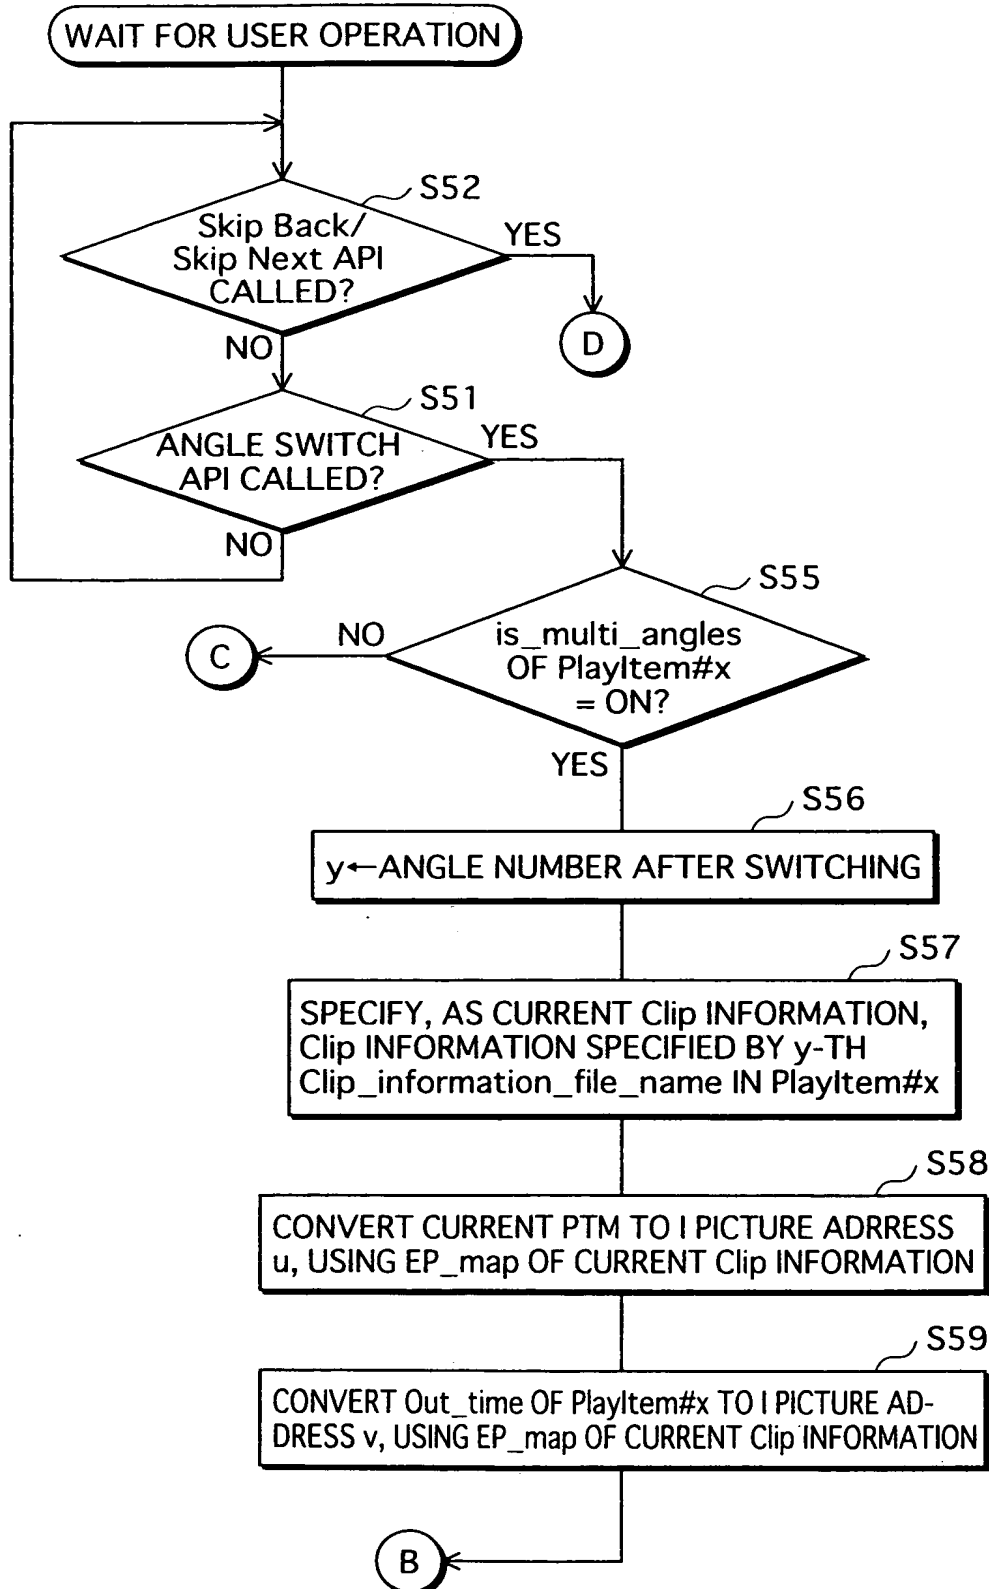 WAIT FOR USER OPERATION
S52
Skip Back/
Skip Next API
CALLED?
YES
D
NO
S51
ANGLE SWITCH
API CALLED?
YES
NO
S55
is_multi_angles
OF PlayItem#x
= ON?
NO
C
YES
S56
y←ANGLE NUMBER AFTER SWITCHING
S57
SPECIFY, AS CURRENT Clip INFORMATION,
Clip INFORMATION SPECIFIED BY y-TH
Clip_information_file_name IN PlayItem#x
S58
CONVERT CURRENT PTM TO I PICTURE ADRRESS
u, USING EP_map OF CURRENT Clip INFORMATION
S59
CONVERT Out_time OF PlayItem#x TO I PICTURE AD-
DRESS v, USING EP_map OF CURRENT Clip INFORMATION
B